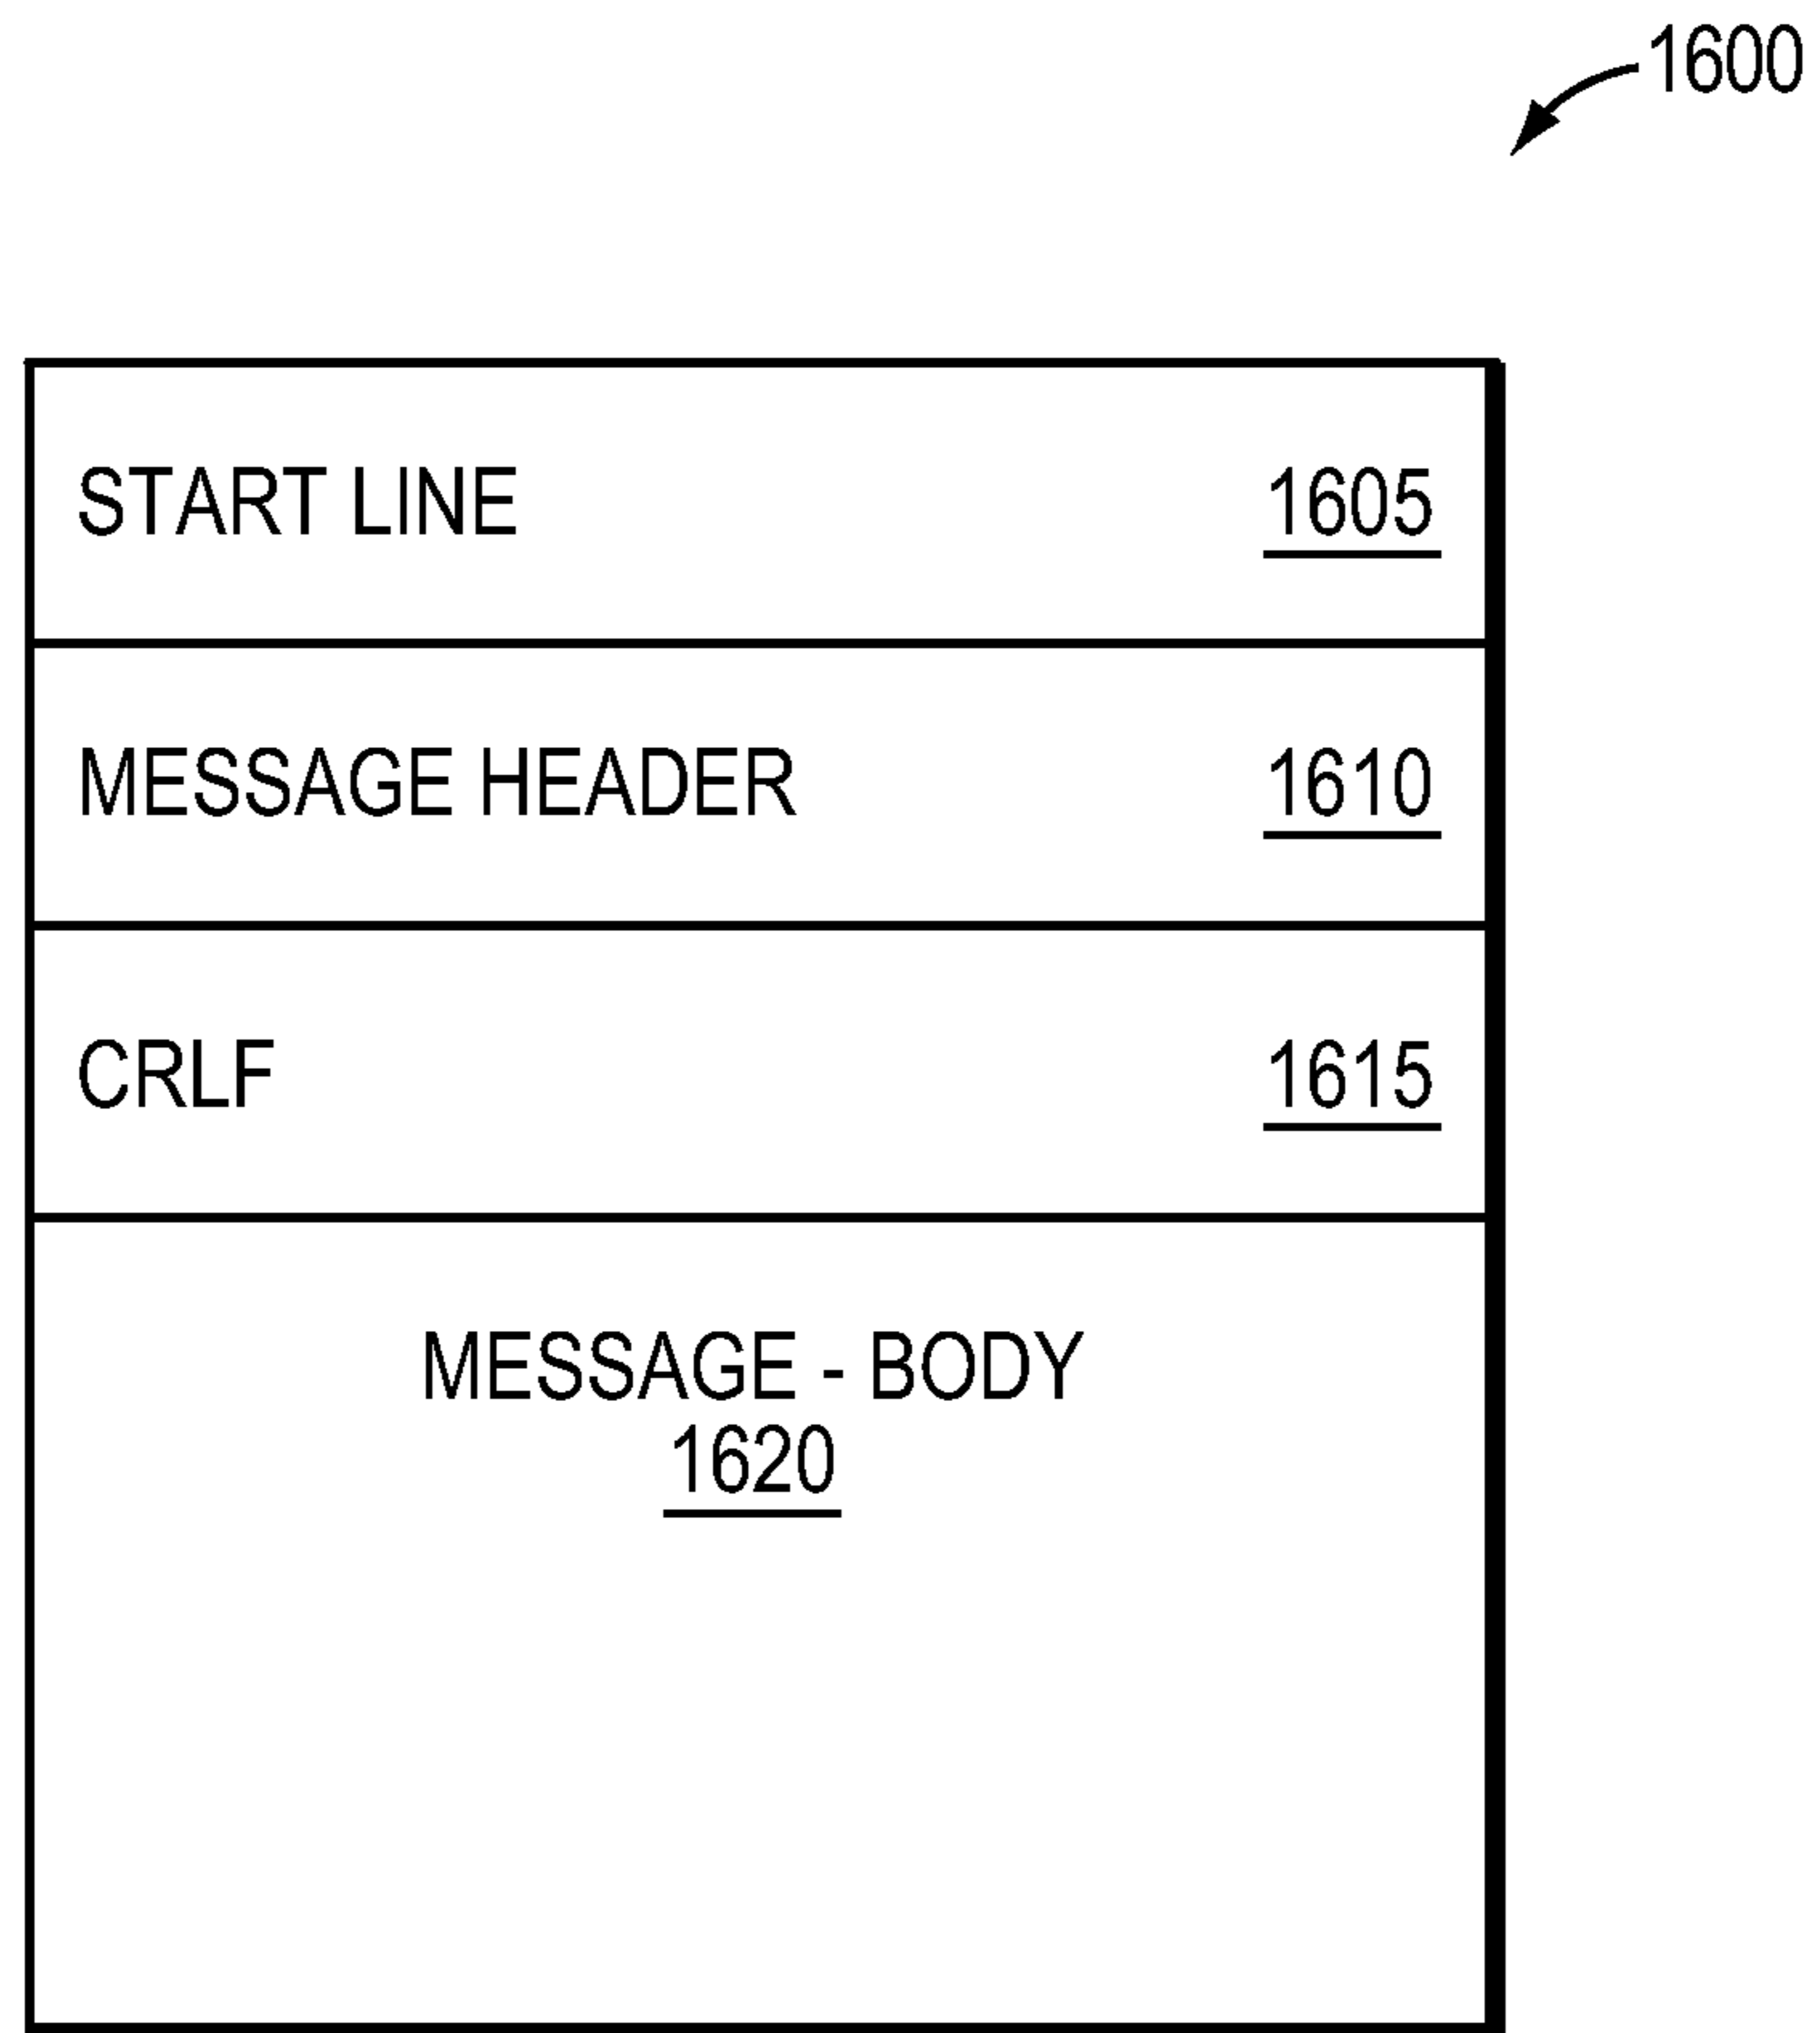 1600
START LINE 1605
MESSAGE HEADER 1610
CRLF 1615
MESSAGE - BODY
1620